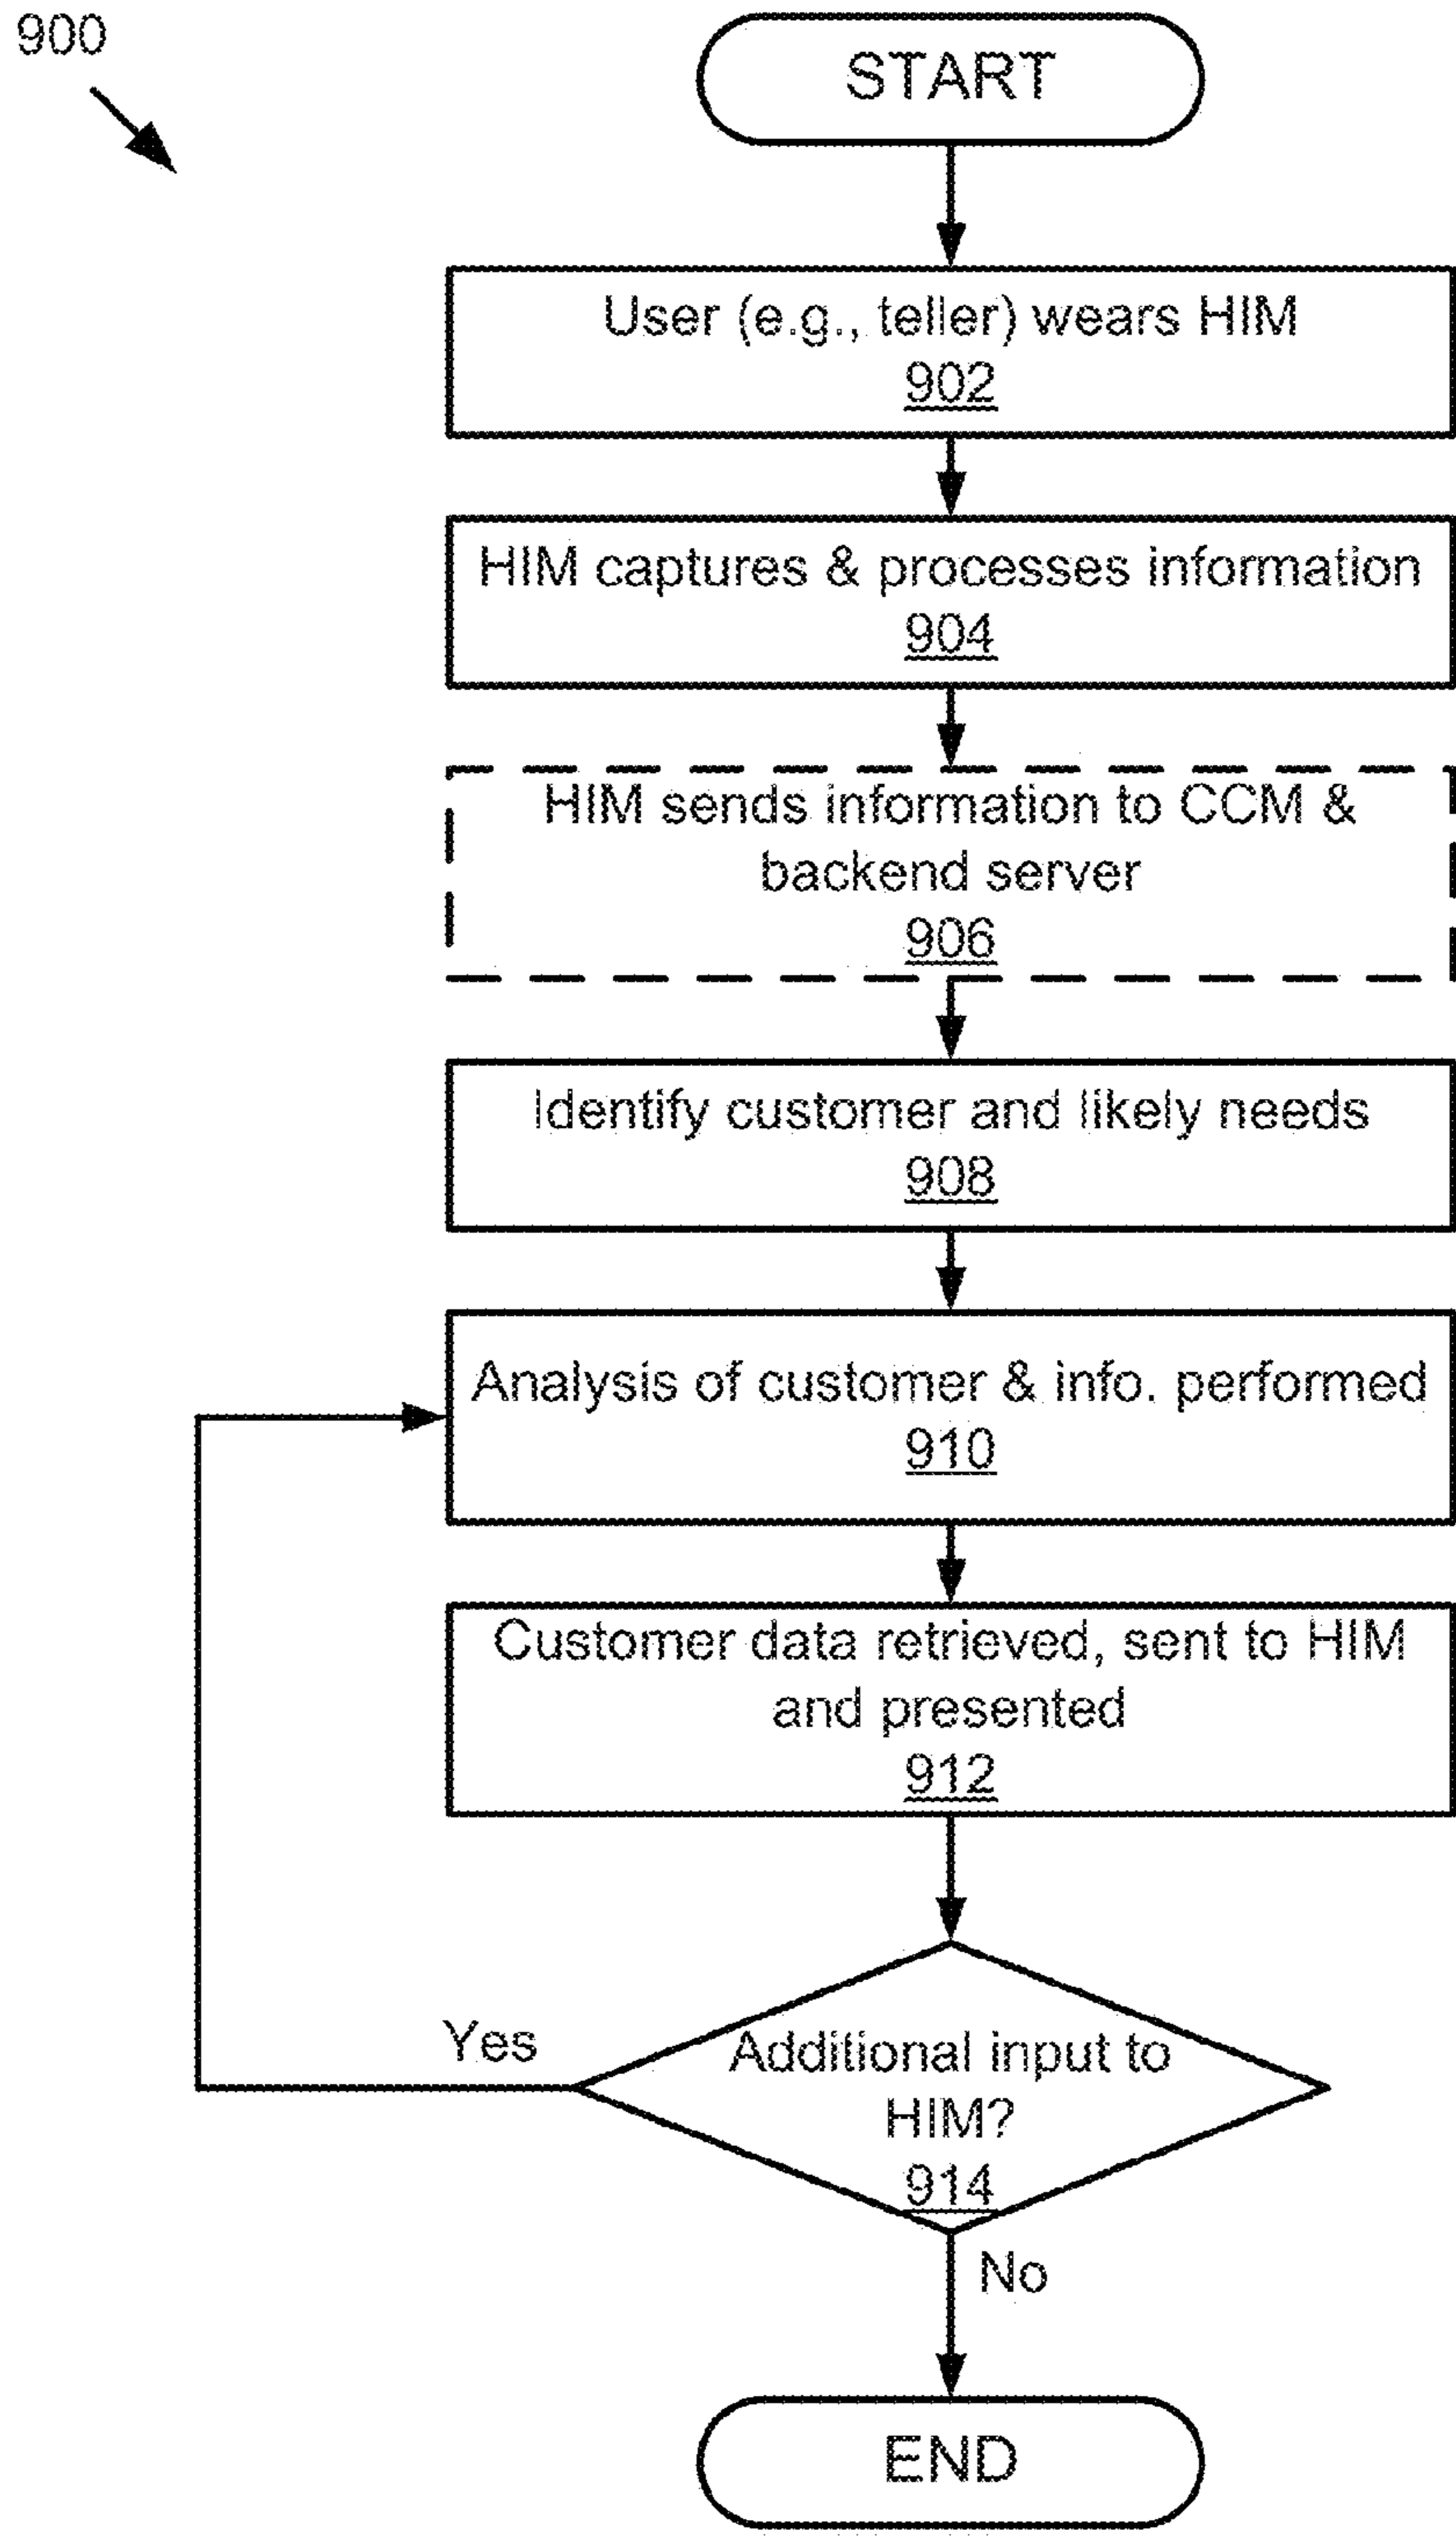 900
START
User (e.g., teller) wears HIM
902
HIM captures & processes information
904
HIM sends information to CCM &
backend server
906
Identify customer and likely needs
908
Analysis of customer & info. performed
910
Customer data retrieved, sent to HIM
and presented
912
Yes
Additional input to
HIM?
914
No
END